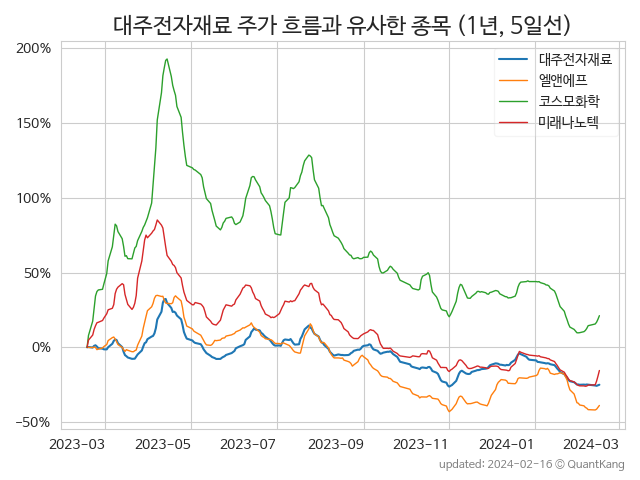 대주전자재료 주가 흐름과 유사한 종목 (1년, 5일선)
200%
150%
100%
50%
0%
−50%
대주전자재료
엘앤에프
코스모화학
미래나노텍
2023-03 2023-05 2023-07 2023-09 2023-11 2024-01 2024-03
updated: 2024-02-16 © QuantKang